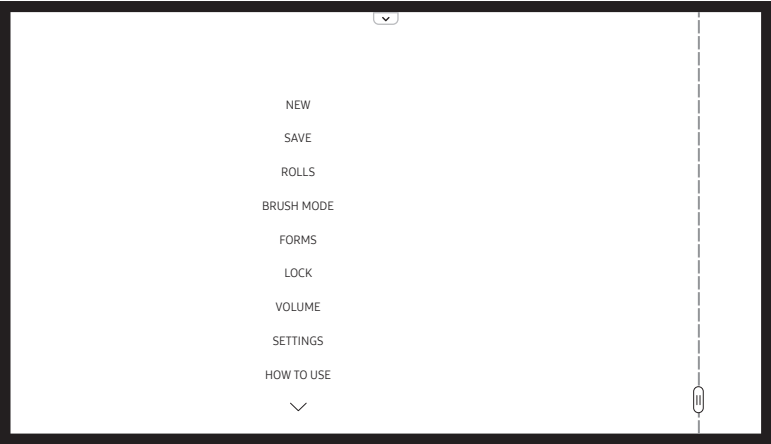 NEW
SAVE
ROLLS
BRUSH MODE
FORMS
LOCK
VOLUME
SETTINGS
HOW TO USE